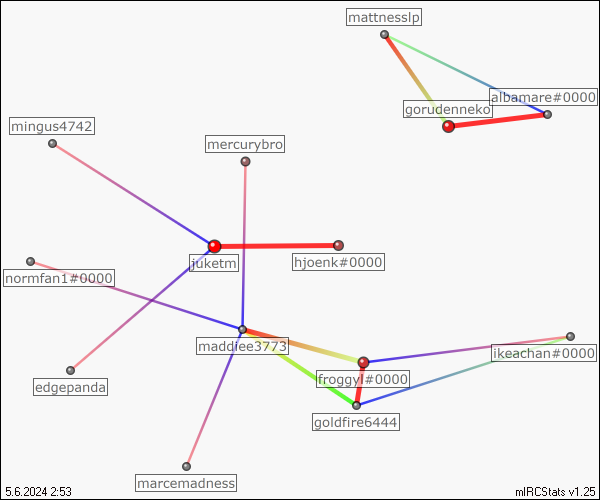 mattnesslp
albamare#0000
gorudenneko
mingus4742
mercurybro
juketm
hjoenk#0000
normfan1#0000
maddiee3773
ikeachan#0000
froggyl#0000
edgepanda
goldfire6444
marcemadness
5.6.2024 2:53
mIRCStats v1.25